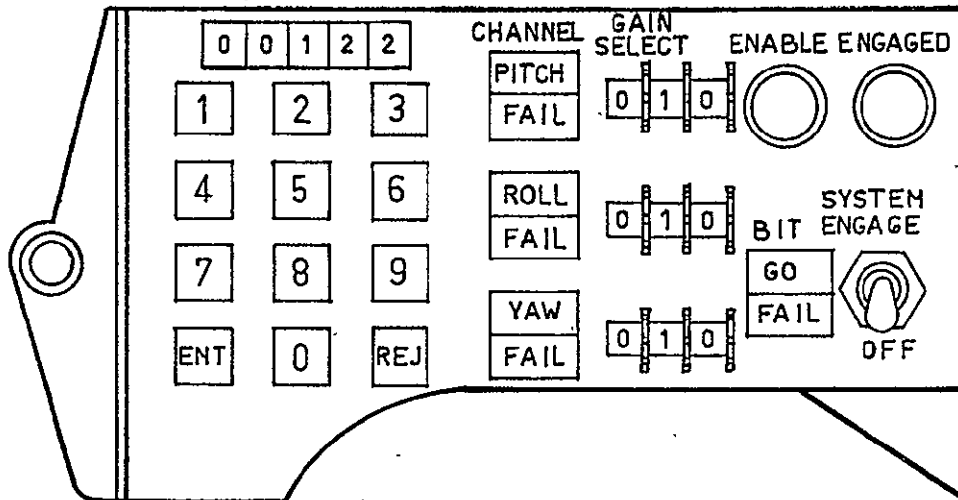 0 0 1 2 2
1 2 3
4 5 6
7 8 9
ENT 0 REJ
CHANNEL
PITCH
FAIL
ROLL
FAIL
YAW
FAIL
GAIN
SELECT
0 1 0
0 1 0
0 1 0
ENABLE ENGAGED
BIT
GO
FAIL
SYSTEM
ENGAGE
OFF